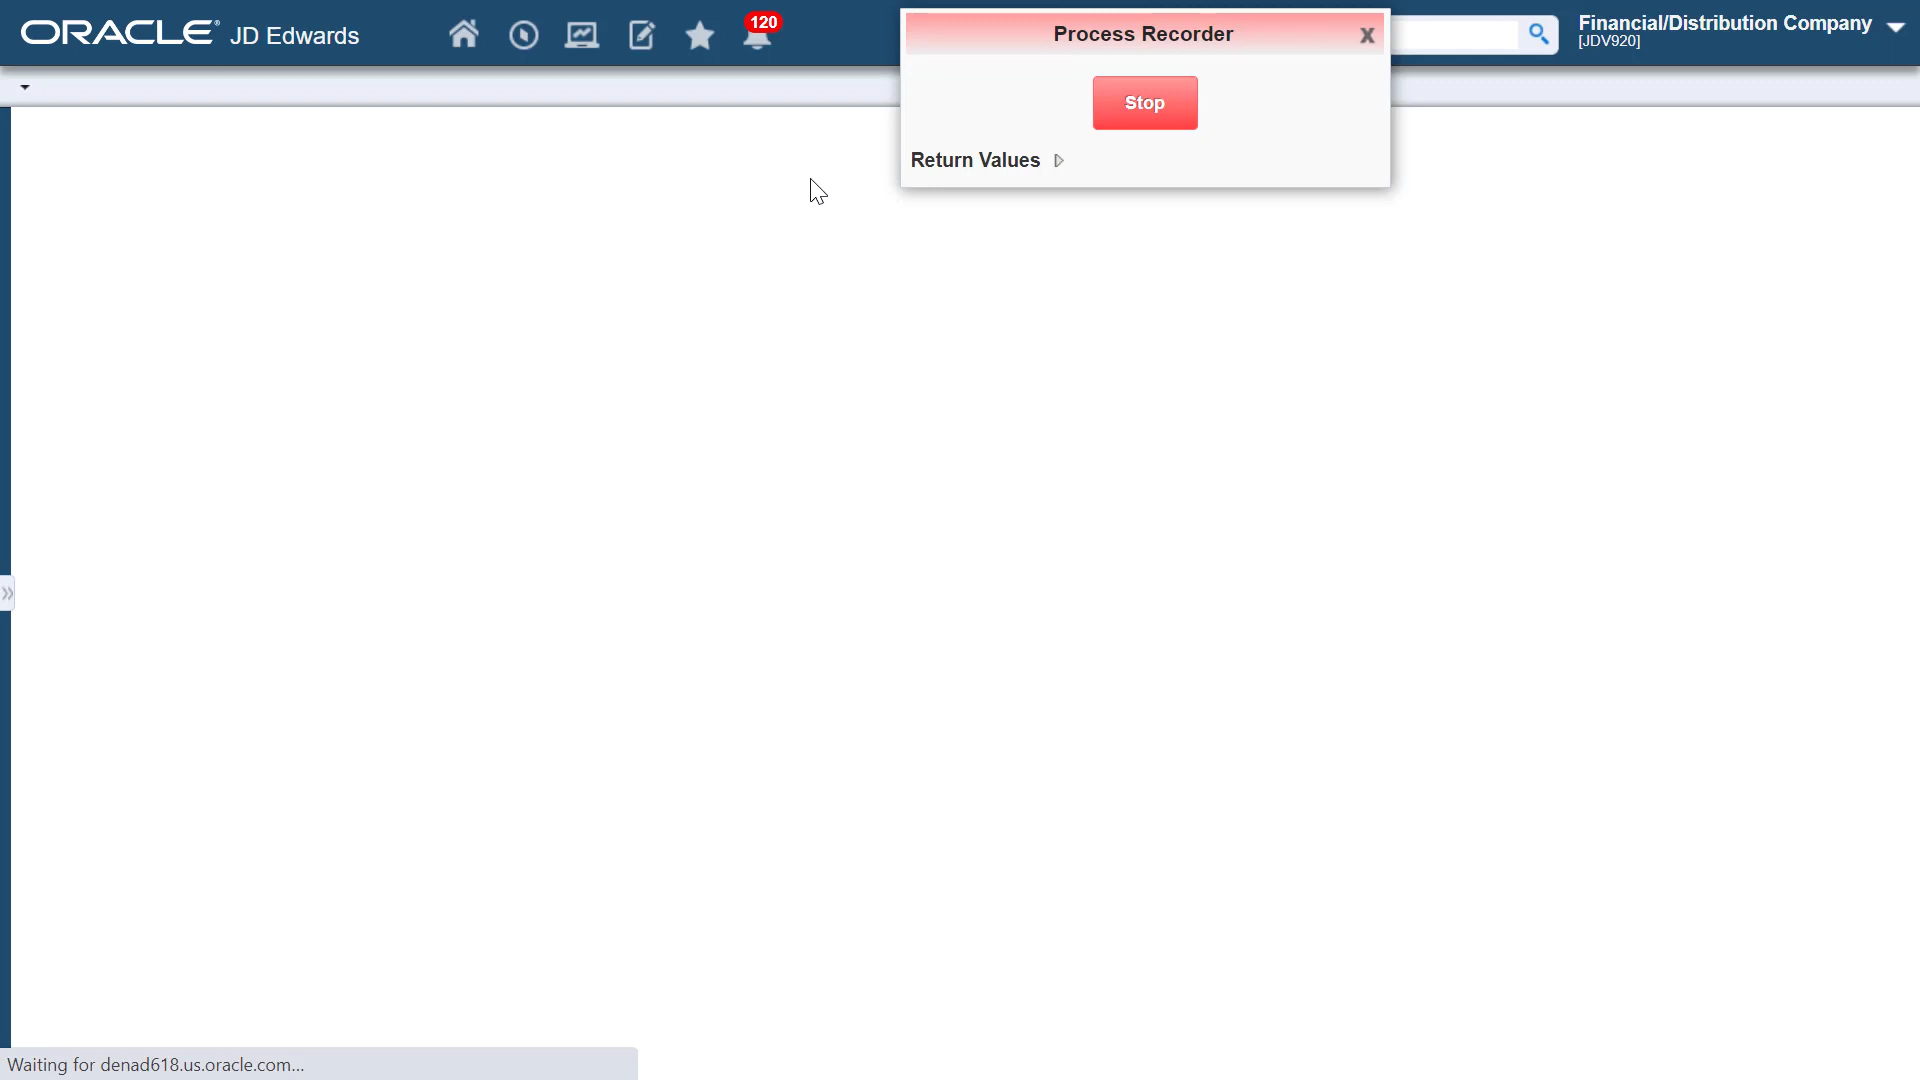 ORACLE® JD Edwards
120
Process Recorder
x
Financial/Distribution Company
[JDV920]
Stop
Return Values
Waiting for denad618.us.oracle.com...